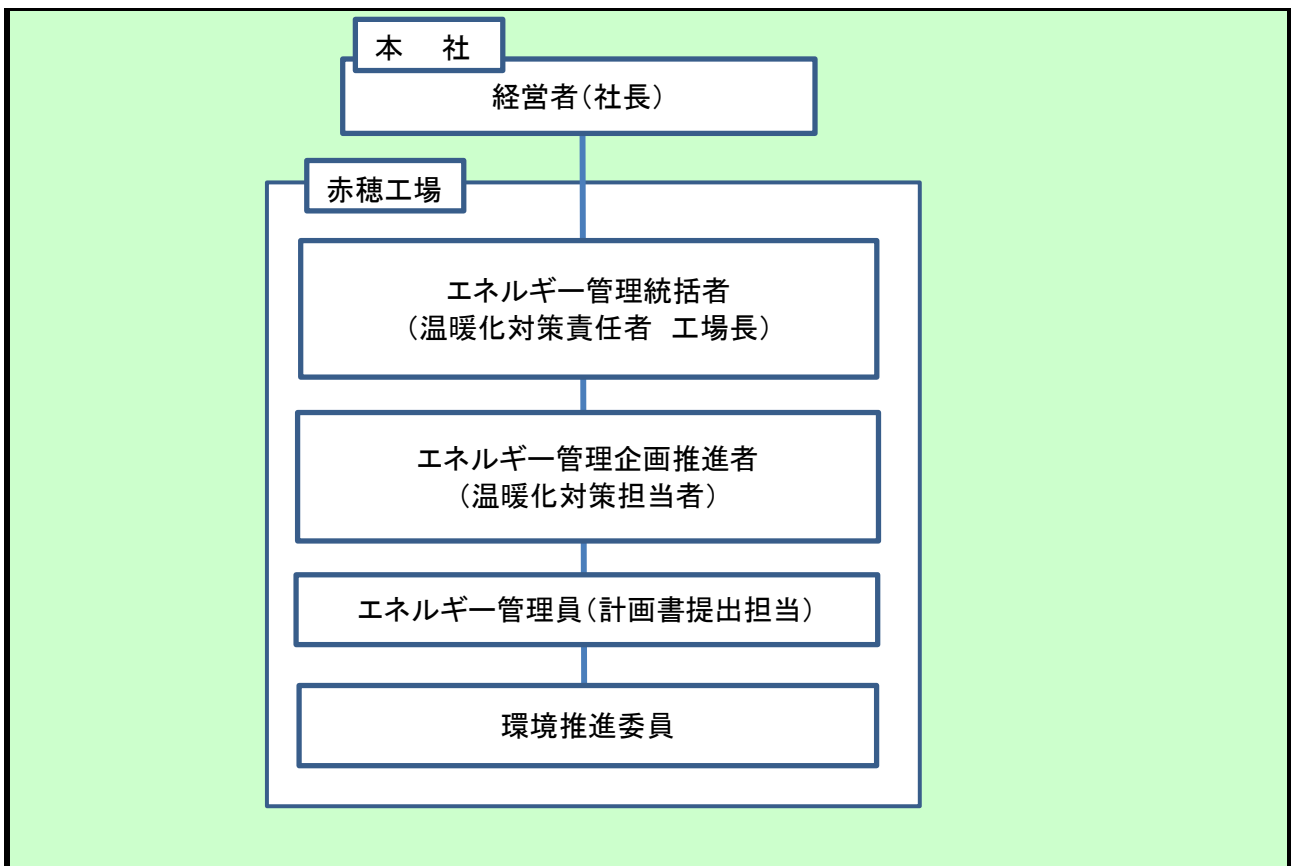 本　社
経営者（社長）
赤穂工場
エネルギー管理統括者
（温暖化対策責任者　工場長）
エネルギー管理企画推進者
（温暖化対策担当者）
エネルギー管理員（計画書提出担当）
環境推進委員